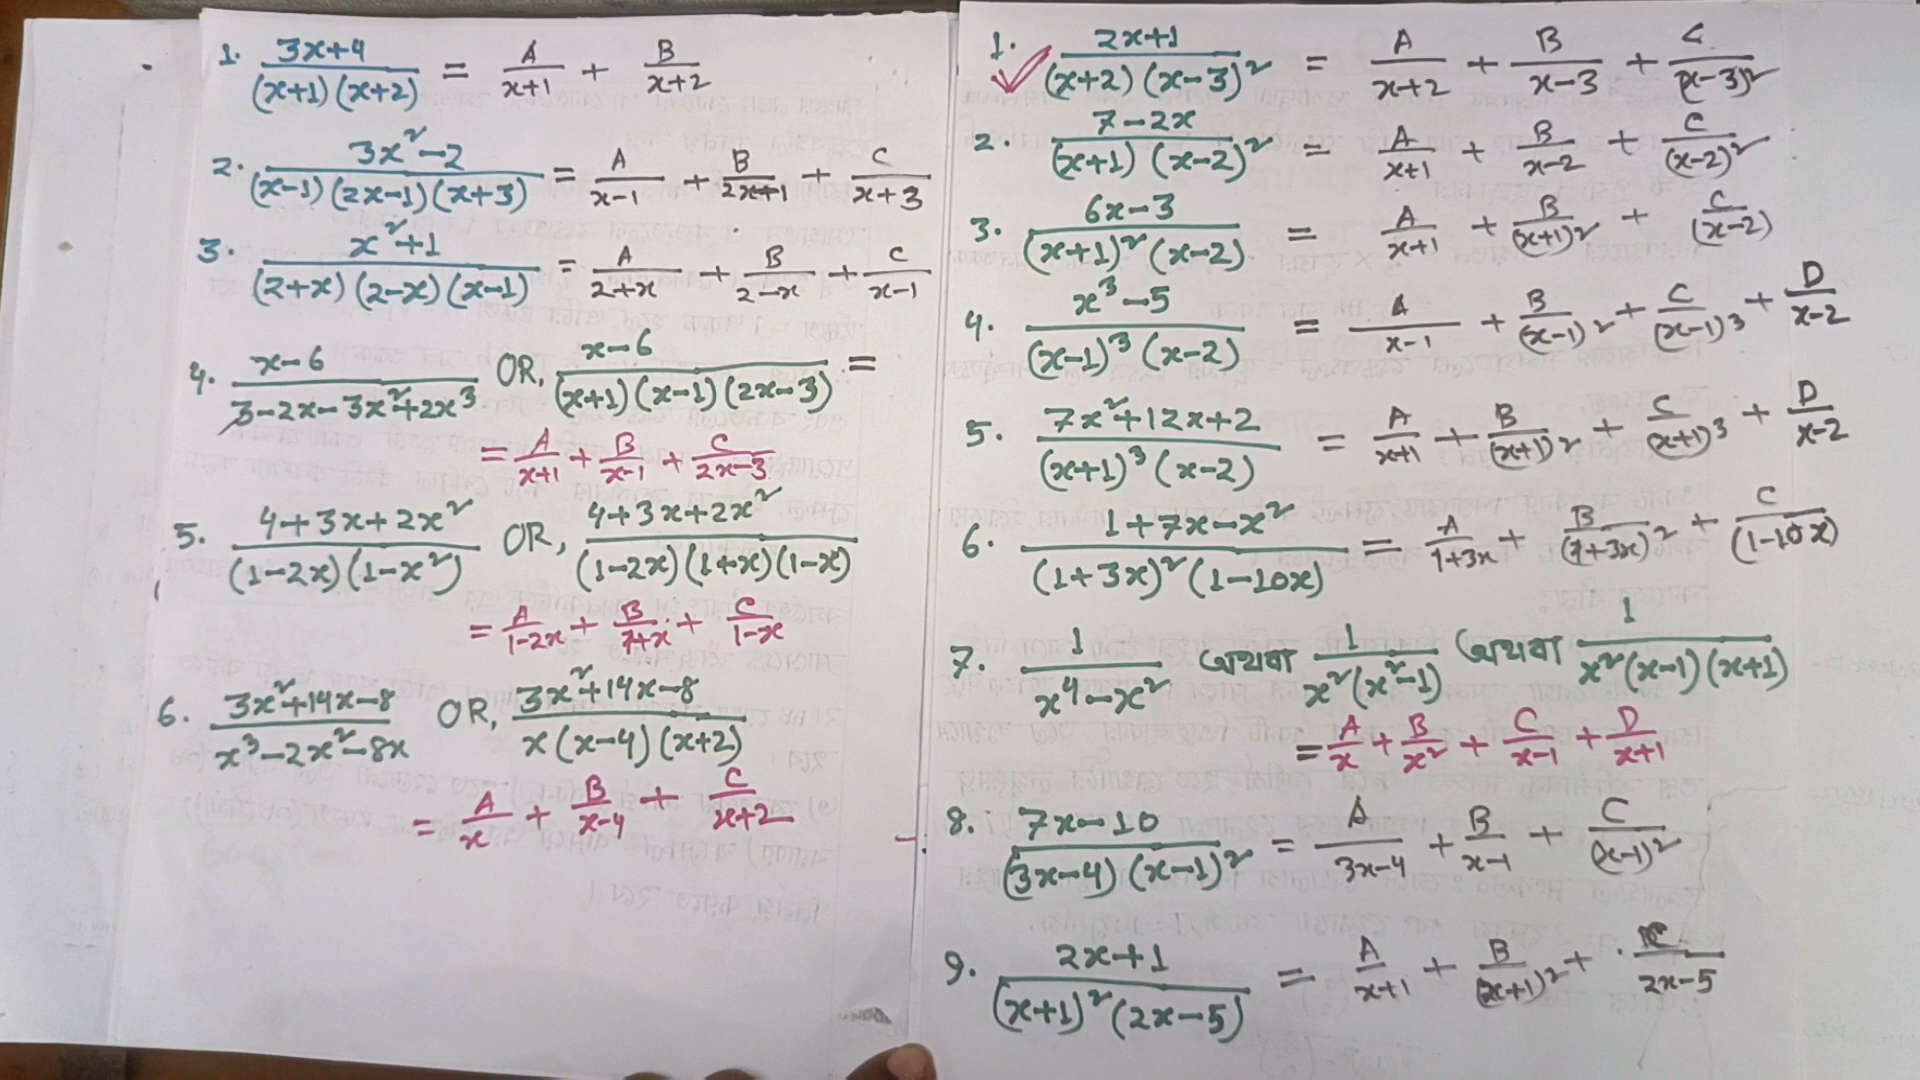 1. (3x+4)/((x+1)(x+2)) = A/(x+1) + B/(x+2)
2. (3x²-2)/((x-1)(2x-1)(x+3)) = A/(x-1) + B/(2x+1) + C/(x+3)
3. (x²+1)/((2+x)(2-x)(x-1)) = A/(2+x) + B/(2-x) + C/(x-1)
4. (x-6)/(3-2x-3x²+2x³) OR, (x-6)/((x+1)(x-1)(2x-3)) =
= A/(x+1) + B/(x-1) + C/(2x-3)
5. (4+3x+2x²)/((1-2x)(1-x²)) OR, (4+3x+2x²)/((1-2x)(1+x)(1-x))
= A/(1-2x) + B/(1+x) + C/(1-x)
6. (3x²+14x-8)/(x³-2x²-8x) OR, (3x²+14x-8)/(x(x-4)(x+2))
= A/x + B/(x-4) + C/(x+2)
1. (2x+1)/((x+2)(x-3)²) = A/(x+2) + B/(x-3) + C/(x-3)²
2. (7-2x)/((x+1)(x-2)²) = A/(x+1) + B/(x-2) + C/(x-2)²
3. (6x-3)/((x+1)²(x-2)) = A/(x+1) + B/(x+1)² + C/(x-2)
4. (x³-5)/((x-1)³(x-2)) = A/(x-1) + B/(x-1)² + C/(x-1)³ + D/(x-2)
5. (7x²+12x+2)/((x+1)³(x-2)) = A/(x+1) + B/(x+1)² + C/(x+1)³ + D/(x-2)
6. (1+7x-x²)/((1+3x)²(1-10x)) = A/(1+3x) + B/(1+3x)² + C/(1-10x)
7. 1/(x⁴-x²) অথবা 1/(x²(x²-1)) অথবা 1/(x²(x-1)(x+1))
= A/x + B/x² + C/(x-1) + D/(x+1)
8. (7x-10)/((3x-4)(x-1)²) = A/(3x-4) + B/(x-1) + C/(x-1)²
9. (2x+1)/((x+1)²(2x-5)) = A/(x+1) + B/(x+1)² + C/(2x-5)